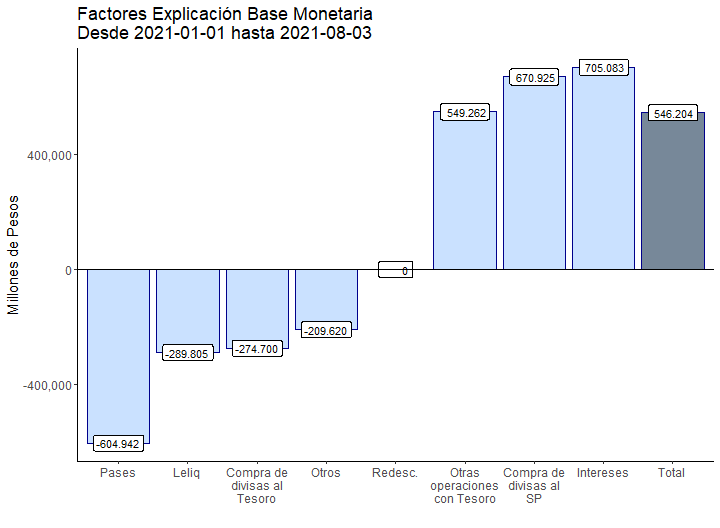 Factores Explicación Base Monetaria
Desde 2021-01-01 hasta 2021-08-03
Millones de Pesos
400,000
0
-400,000
-604.942
-289.805
-274.700
-209.620
0
549.262
670.925
705.083
546.204
Pases
Leliq
Compra de
divisas al
Tesoro
Otros
Redesc.
Otras
operaciones
con Tesoro
Compra de
divisas al
SP
Intereses
Total